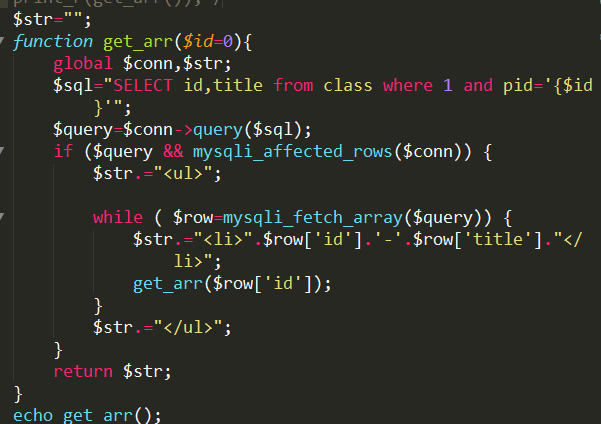 print_r(get_arr());*/
$str="";
function get_arr($id=0){
global $conn,$str;
$sql="SELECT id,title from class where 1 and pid='{$id
}'";
$query=$conn->query($sql);
if ($query && mysqli_affected_rows($conn)) {
$str.="<ul>";
while ( $row=mysqli_fetch_array($query)) {
$str.="<li>".$row['id'].'-'.$row['title']."</
li>";
get_arr($row['id']);
}
$str.="</ul>";
}
return $str;
}
echo get_arr();